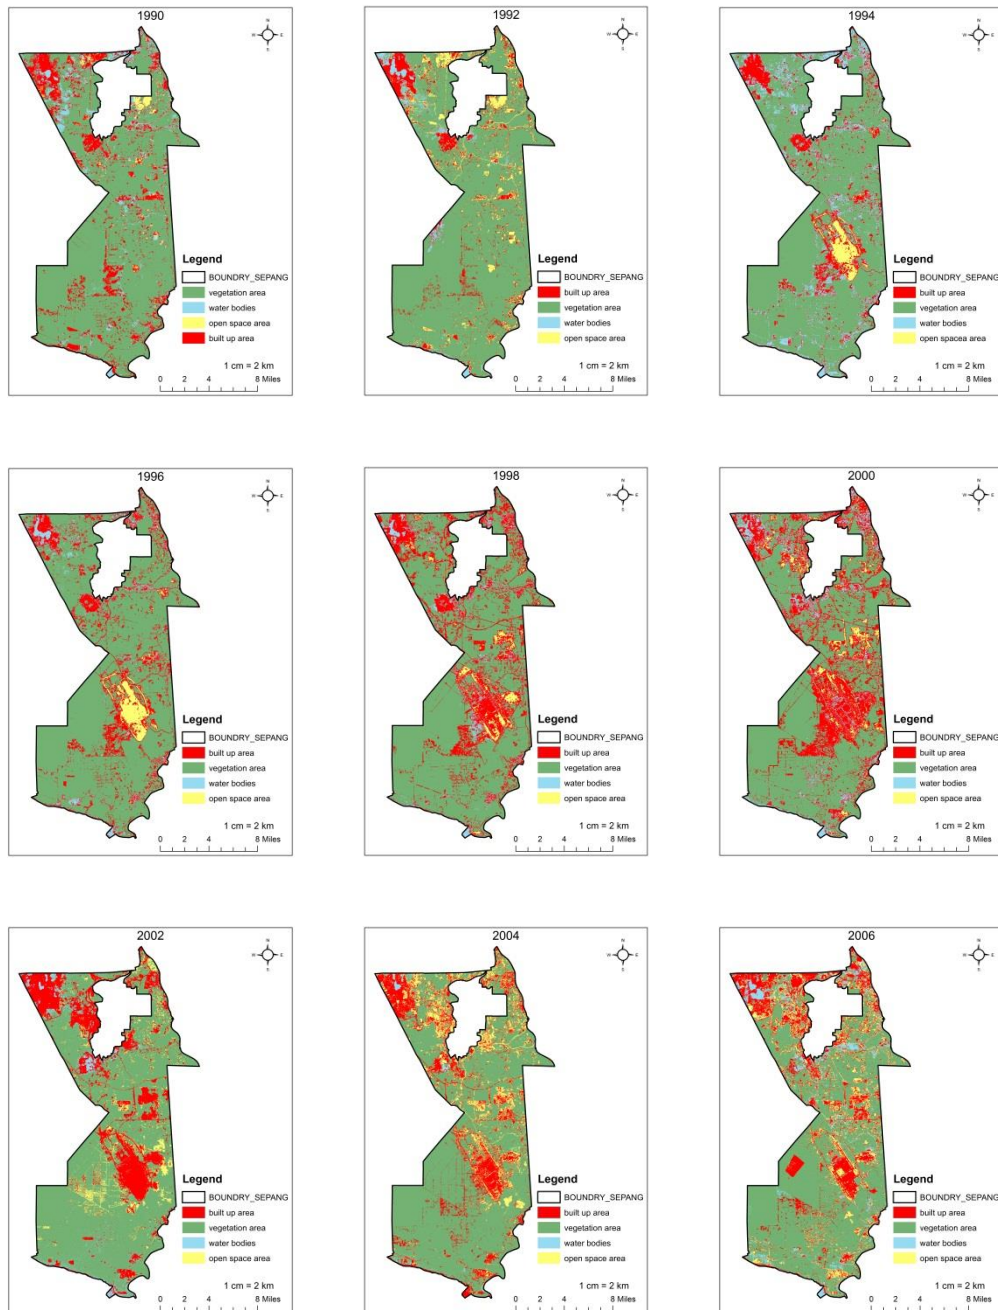 1990
N
W E
S
Legend
BOUNDRY_SEPANG
vegetation area
water bodies
open space area
built up area
1 cm = 2 km
0 2 4 8 Miles
1992
N
W E
S
Legend
BOUNDRY_SEPANG
built up area
vegetation area
water bodies
open space area
1 cm = 2 km
0 2 4 8 Miles
1994
N
W E
S
Legend
BOUNDRY_SEPANG
built up area
vegetation area
water bodies
open spacea area
1 cm = 2 km
0 2 4 8 Miles
1996
N
W E
S
Legend
BOUNDRY_SEPANG
built up area
vegetation area
water bodies
open space area
1 cm = 2 km
0 2 4 8 Miles
1998
N
W E
S
Legend
BOUNDRY_SEPANG
built up area
vegetation area
water bodies
open space area
1 cm = 2 km
0 2 4 8 Miles
2000
N
W E
S
Legend
BOUNDRY_SEPANG
built up area
vegetation area
water bodies
open space area
1 cm = 2 km
0 2 4 8 Miles
2002
N
W E
S
Legend
BOUNDRY_SEPANG
built up area
vegetation area
water bodies
open space area
1 cm = 2 km
0 2 4 8 Miles
2004
N
W E
S
Legend
BOUNDRY_SEPANG
built up area
vegetation area
water bodies
open space area
1 cm = 2 km
0 2 4 8 Miles
2006
N
W E
S
Legend
BOUNDRY_SEPANG
built up area
vegetation area
water bodies
open space area
1 cm = 2 km
0 2 4 8 Miles